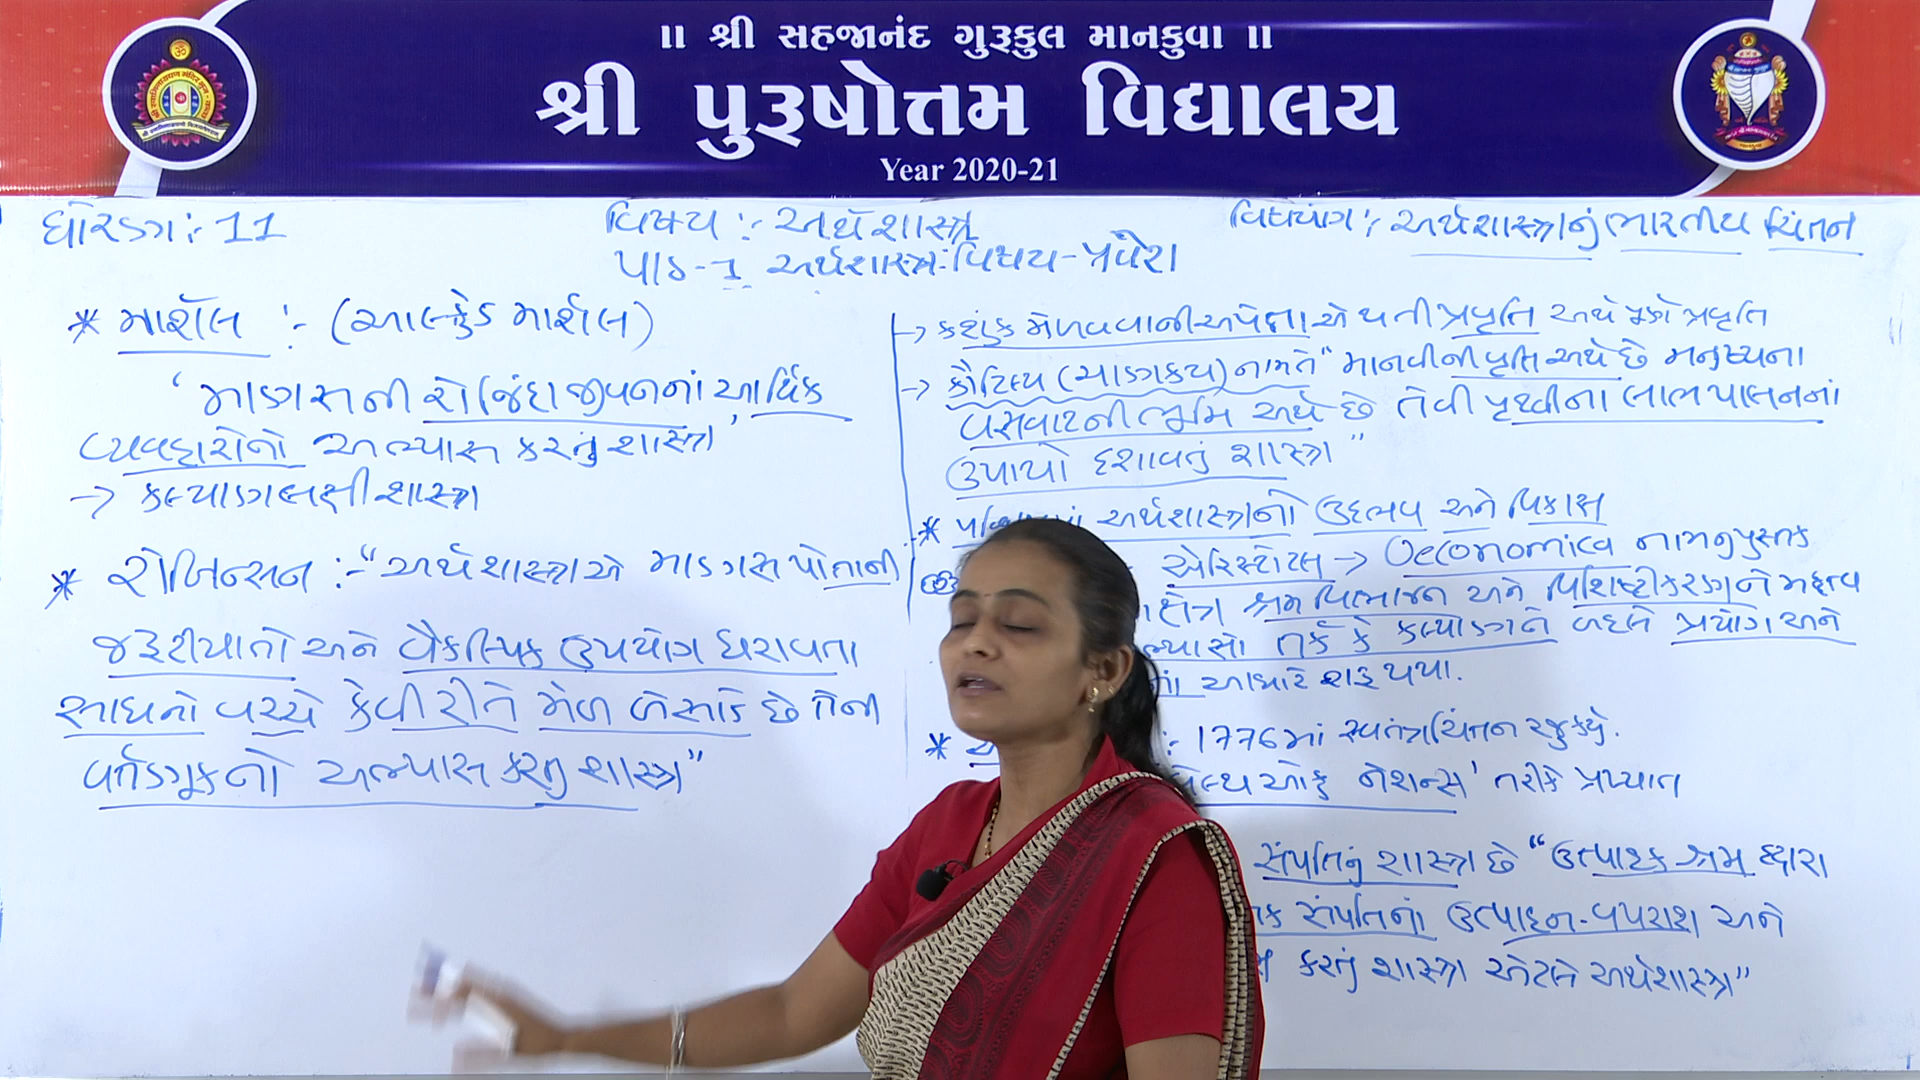 ॥ શ્રી સહજાનંદ ગુરૂકુલ માનકુવા ॥
શ્રી પુરૂષોત્તમ વિદ્યાલય
Year 2020-21
ધોરણ :- 11
વિષય :- અર્થશાસ્ત્ર
પાઠ-1 અર્થશાસ્ત્ર: વિષય-પ્રવેશ
વિષયાંગ :- અર્થશાસ્ત્રનું ભારતીય ચિંતન
* માર્શલ :- (આલ્ફ્રેડ માર્શલ)
' માણસની રોજિંદા જીવનનાં આર્થિક
વ્યવહારોનો અભ્યાસ કરતું શાસ્ત્ર '
→ કલ્યાણલક્ષી શાસ્ત્ર
* રોબિન્સન :- "અર્થશાસ્ત્ર એ માણસ પોતાની
જરૂરીયાતો અને વૈકલ્પિક ઉપયોગ ધરાવતા
સાધનો વચ્ચે કેવી રીતે મેળ બેસાડે છે તેની
વર્તણૂકનો અભ્યાસ કરતું શાસ્ત્ર"
→ કશુંક મેળવવાની અપેક્ષાએ થતી પ્રવૃતિ અર્થપ્રવૃતિ
→ કૌટિલ્ય (ચાણક્ય) નામતે "માનવીની વૃતિ અર્થ છે મનુષ્યના
વસવાટની ભૂમિ અર્થ છે તેવી પૃથ્વીના લાભ પાલનનાં
ઉપાયો દર્શાવતું શાસ્ત્ર"
* અર્થશાસ્ત્રનો ઉદભવ અને વિકાસ
એરિસ્ટોટલ → Oeconomica નામનુ પુસ્તક
શ્રમ વિભાજન અને વિશિષ્ટીકરણને મહત્વ
તર્ક કે કલ્યાણને બદલે પ્રયોગ અને
આધારે શરૂ થયા.
* : 1776માં સ્વતંત્ર ચિંતન રજુ કર્યુ.
વેલ્થ ઓફ નેશન્સ' તરીકે પ્રખ્યાત
સંપતિનું શાસ્ત્ર છે "ઉત્પાદક શ્રમ દ્વારા
સંપતિનાં ઉત્પાદન-વપરાશ અને
કરતું શાસ્ત્ર એટલે અર્થશાસ્ત્ર"